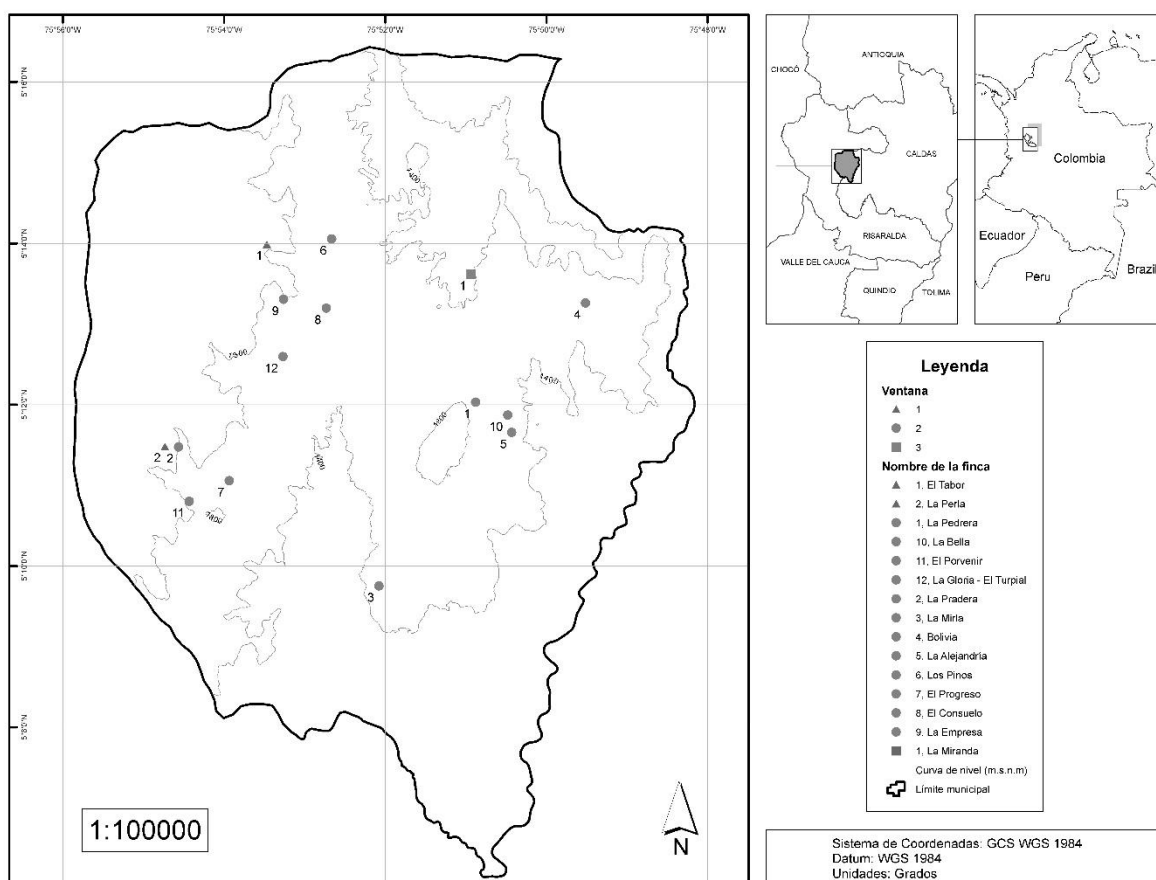 75°56'0"W 75°54'0"W 75°52'0"W 75°50'0"W 75°48'0"W
5°16'0"N
5°14'0"N
5°12'0"N
5°10'0"N
5°8'0"N
1400
1
6
1
9
8
4
12
1400
1
10
5
2
2
7
11
1800
3
1:100000
N
ANTIOQUIA
CHOCÓ
CALDAS
RISARALDA
VALLE DEL CAUCA
QUINDIO
TOLIMA
Colombia
Ecuador
Peru
Brazil
Leyenda
Ventana
1
2
3
Nombre de la finca
1, El Tabor
2, La Perla
1, La Pedrera
10, La Bella
11, El Porvenir
12, La Gloria - El Turpial
2, La Pradera
3, La Mirla
4, Bolivia
5, La Alejandría
6, Los Pinos
7, El Progreso
8, El Consuelo
9, La Empresa
1, La Miranda
Curva de nivel (m.s.n.m)
Límite municipal
Sistema de Coordenadas: GCS WGS 1984
Datum: WGS 1984
Unidades: Grados